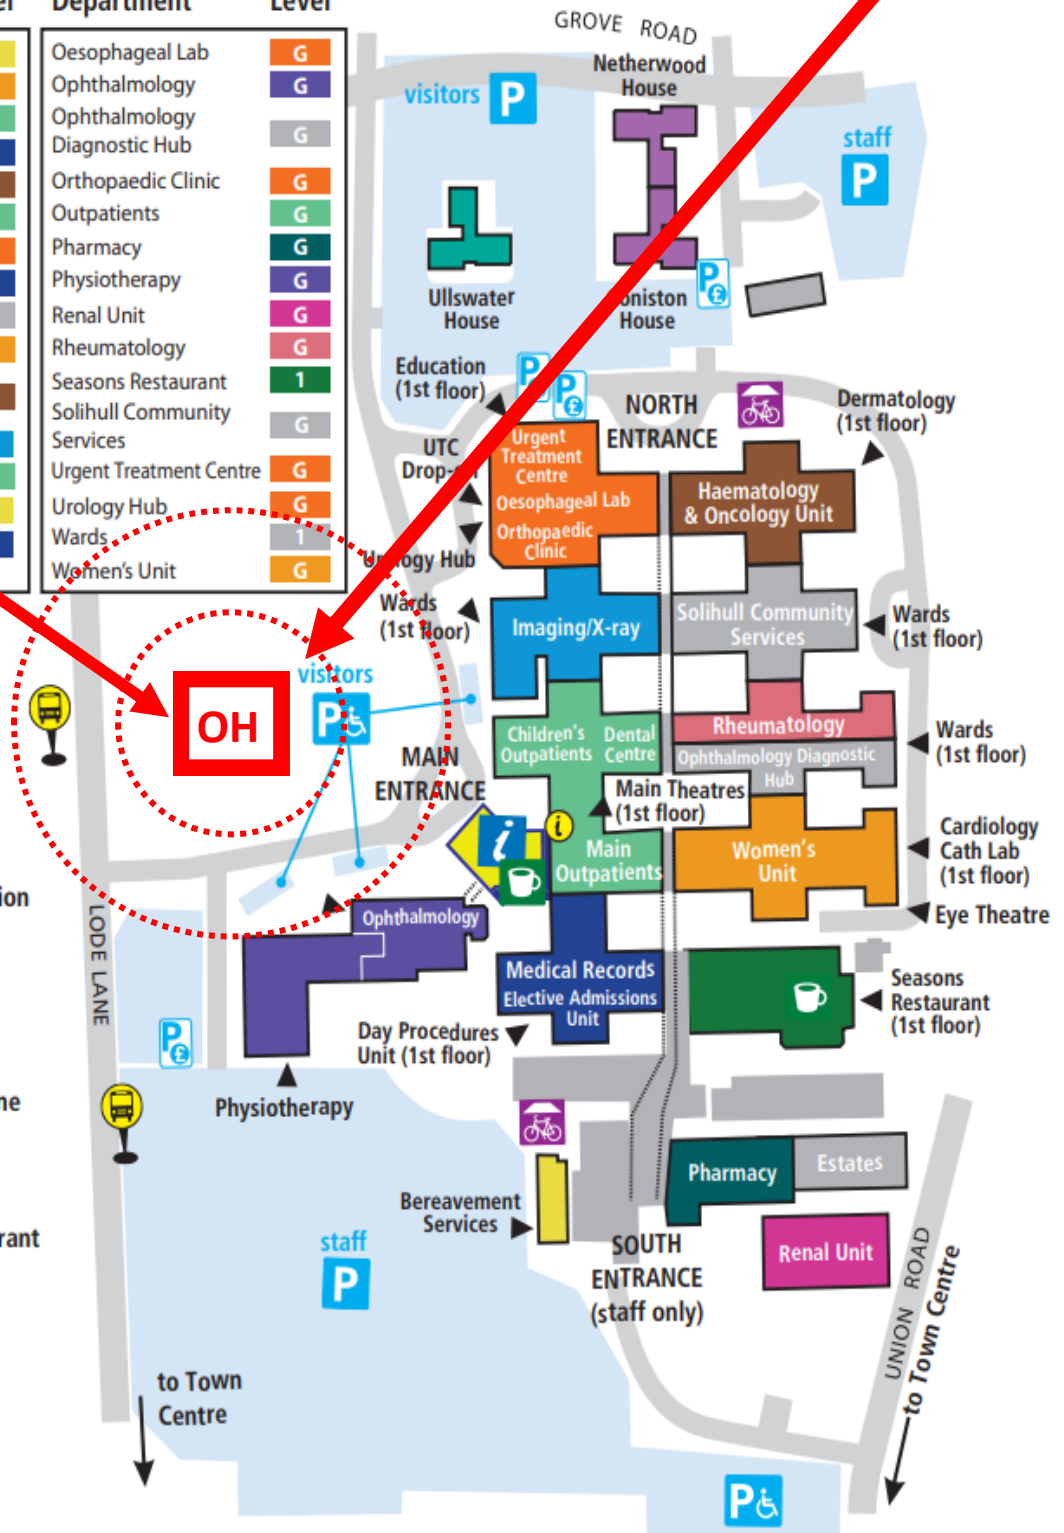 Department Level
Oesophageal Lab G
Ophthalmology G
Ophthalmology
Diagnostic Hub G
Orthopaedic Clinic G
Outpatients G
Pharmacy G
Physiotherapy G
Renal Unit G
Rheumatology G
Seasons Restaurant 1
Solihull Community
Services G
Urgent Treatment Centre G
Urology Hub G
Wards 1
Women's Unit G
GROVE ROAD
Netherwood
House
visitors P
staff
P
Ullswater
House
Coniston
House
P£
Education
(1st floor)
P
P£
NORTH
ENTRANCE
Dermatology
(1st floor)
UTC
Drop-off
Urgent
Treatment
Centre
Oesophageal Lab
Orthopaedic
Clinic
Haematology
& Oncology Unit
Urology Hub
Wards
(1st floor)
Imaging/X-ray
Solihull Community
Services
Wards
(1st floor)
visitors
P
OH
Children's
Outpatients
Dental
Centre
Rheumatology
Ophthalmology Diagnostic
Hub
Wards
(1st floor)
MAIN
ENTRANCE
Main Theatres
(1st floor)
i
i
Main
Outpatients
Women's
Unit
Cardiology
Cath Lab
(1st floor)
Eye Theatre
Ophthalmology
LODE LANE
Medical Records
Elective Admissions
Unit
Seasons
Restaurant
(1st floor)
Day Procedures
Unit (1st floor)
P£
Physiotherapy
Pharmacy
Estates
Bereavement
Services
SOUTH
ENTRANCE
(staff only)
Renal Unit
staff
P
UNION ROAD
to Town Centre
to Town
Centre
P